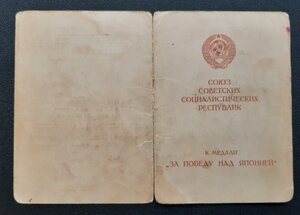 СОЮЗ
СОВЕТСКИХ
СОЦИАЛИСТИЧЕСКИХ
РЕСПУБЛИК
К МЕДАЛИ
„ЗА ПОБЕДУ НАД ЯПОНИЕЙ“